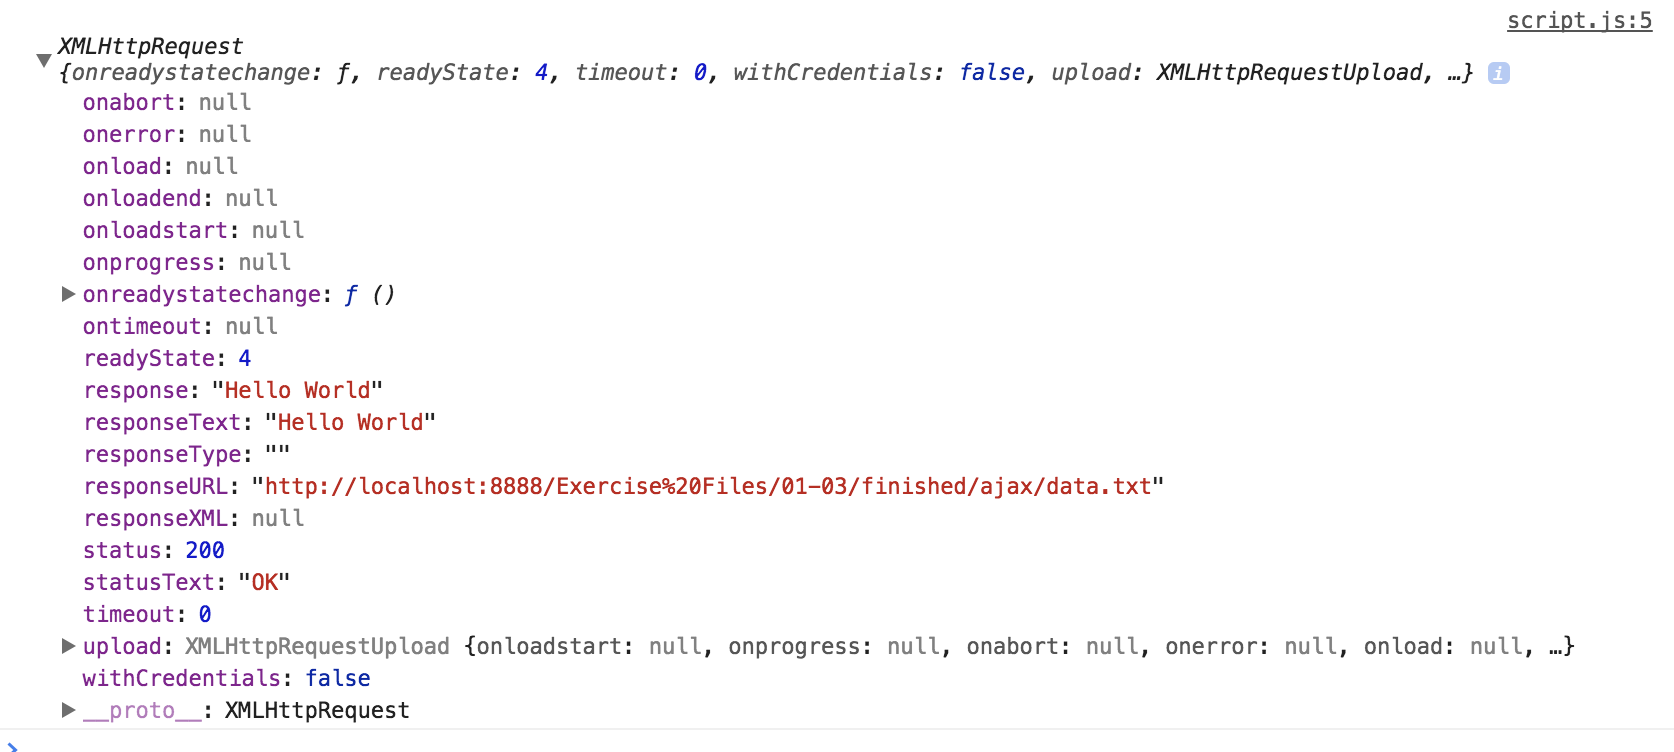 script.js:5
XMLHttpRequest
{onreadystatechange: ƒ, readyState: 4, timeout: 0, withCredentials: false, upload: XMLHttpRequestUpload, …} i
onabort: null
onerror: null
onload: null
onloadend: null
onloadstart: null
onprogress: null
onreadystatechange: ƒ ()
ontimeout: null
readyState: 4
response: "Hello World"
responseText: "Hello World"
responseType: ""
responseURL: "http://localhost:8888/Exercise%20Files/01-03/finished/ajax/data.txt"
responseXML: null
status: 200
statusText: "OK"
timeout: 0
upload: XMLHttpRequestUpload {onloadstart: null, onprogress: null, onabort: null, onerror: null, onload: null, …}
withCredentials: false
__proto__: XMLHttpRequest